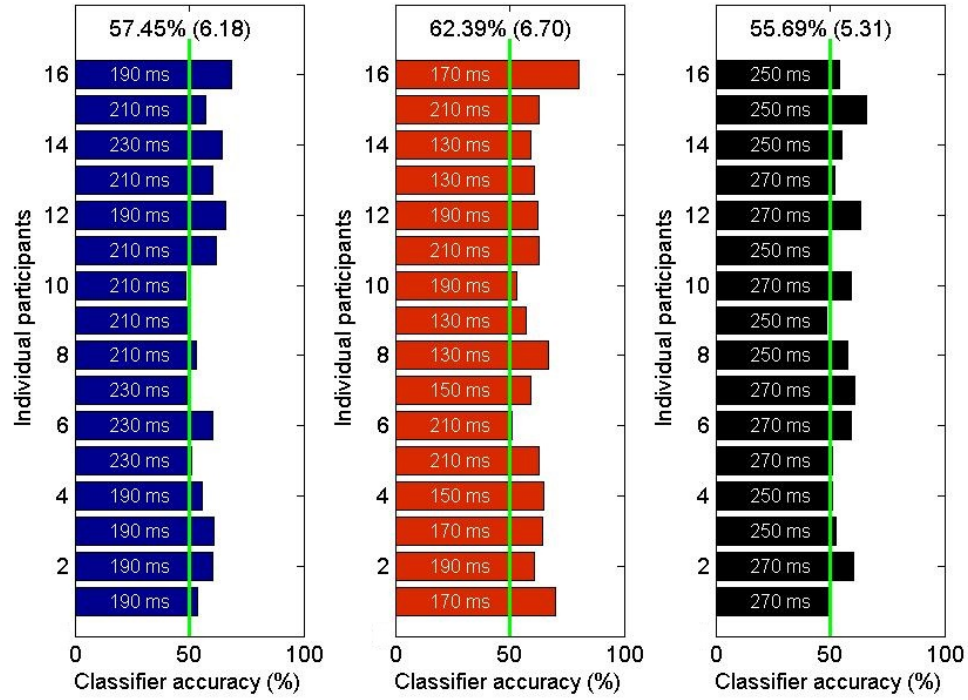 57.45% (6.18)
16
190 ms
210 ms
14
230 ms
210 ms
12
190 ms
210 ms
10
210 ms
210 ms
8
210 ms
230 ms
6
230 ms
230 ms
4
190 ms
190 ms
2
190 ms
190 ms
Individual participants
0
50
100
Classifier accuracy (%)
62.39% (6.70)
16
170 ms
210 ms
14
130 ms
130 ms
12
190 ms
210 ms
10
190 ms
130 ms
8
130 ms
150 ms
6
210 ms
210 ms
4
150 ms
170 ms
2
190 ms
170 ms
Individual participants
0
50
100
Classifier accuracy (%)
55.69% (5.31)
16
250 ms
250 ms
14
250 ms
270 ms
12
270 ms
250 ms
10
270 ms
250 ms
8
250 ms
270 ms
6
270 ms
270 ms
4
250 ms
250 ms
2
270 ms
270 ms
Individual participants
0
50
100
Classifier accuracy (%)